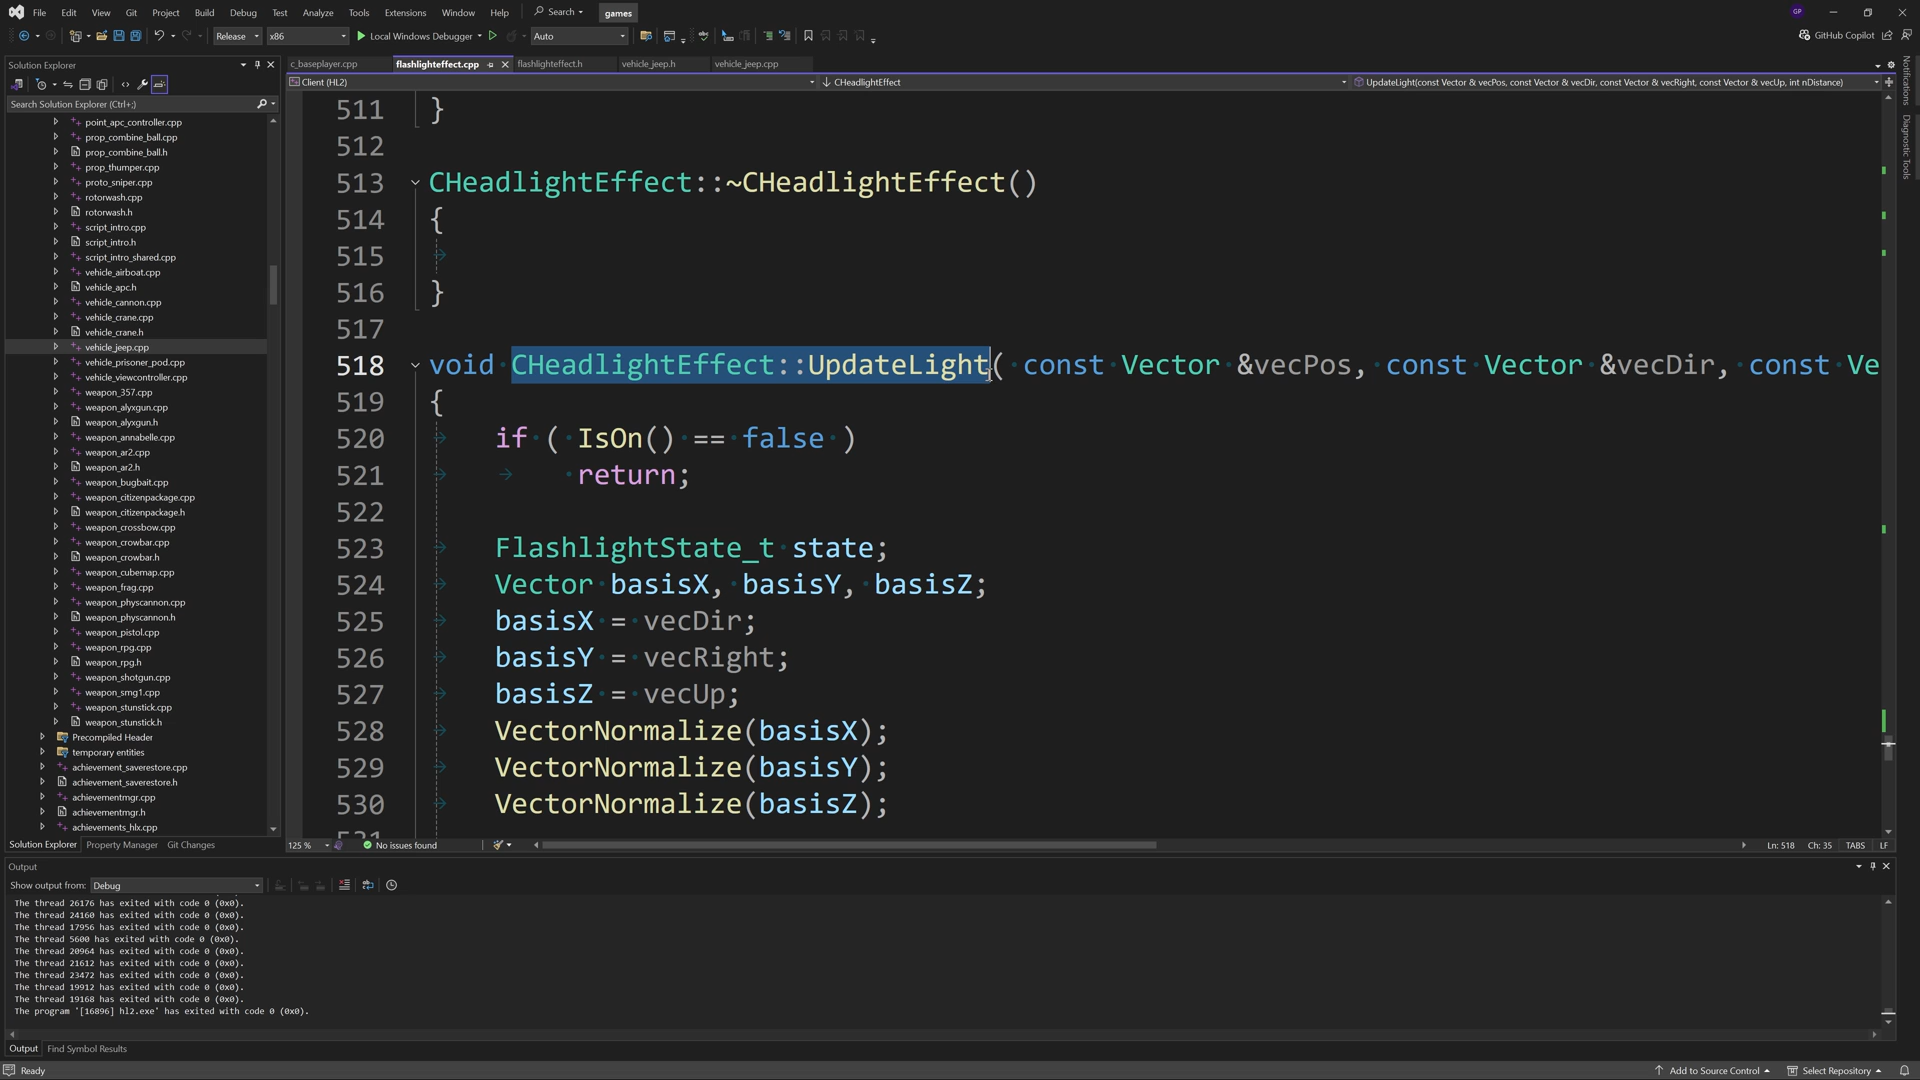 File Edit View Git Project Build Debug Test Analyze Tools Extensions Window Help Search games GP
Release x86 Local Windows Debugger Auto GitHub Copilot
Solution Explorer
Search Solution Explorer (Ctrl+;)
point_apc_controller.cpp
prop_combine_ball.cpp
prop_combine_ball.h
prop_thumper.cpp
proto_sniper.cpp
rotorwash.cpp
rotorwash.h
script_intro.cpp
script_intro.h
script_intro_shared.cpp
vehicle_airboat.cpp
vehicle_apc.h
vehicle_cannon.cpp
vehicle_crane.cpp
vehicle_crane.h
vehicle_jeep.cpp
vehicle_prisoner_pod.cpp
vehicle_viewcontroller.cpp
weapon_357.cpp
weapon_alyxgun.cpp
weapon_alyxgun.h
weapon_annabelle.cpp
weapon_ar2.cpp
weapon_ar2.h
weapon_bugbait.cpp
weapon_citizenpackage.cpp
weapon_citizenpackage.h
weapon_crossbow.cpp
weapon_crowbar.cpp
weapon_crowbar.h
weapon_cubemap.cpp
weapon_frag.cpp
weapon_physcannon.cpp
weapon_physcannon.h
weapon_pistol.cpp
weapon_rpg.cpp
weapon_rpg.h
weapon_shotgun.cpp
weapon_smg1.cpp
weapon_stunstick.cpp
weapon_stunstick.h
Precompiled Header
temporary entities
achievement_saverestore.cpp
achievement_saverestore.h
achievementmgr.cpp
achievementmgr.h
achievements_hlx.cpp
Solution Explorer Property Manager Git Changes
c_baseplayer.cpp flashlighteffect.cpp flashlighteffect.h vehicle_jeep.h vehicle_jeep.cpp
Client (HL2) CHeadlightEffect UpdateLight(const Vector & vecPos, const Vector & vecDir, const Vector & vecRight, const Vector & vecUp, int nDistance)
511 }
512
513 CHeadlightEffect::~CHeadlightEffect()
514 {
515
516 }
517
518 void CHeadlightEffect::UpdateLight( const Vector &vecPos, const Vector &vecDir, const Ve
519 {
520 if ( IsOn() == false )
521 return;
522
523 FlashlightState_t state;
524 Vector basisX, basisY, basisZ;
525 basisX = vecDir;
526 basisY = vecRight;
527 basisZ = vecUp;
528 VectorNormalize(basisX);
529 VectorNormalize(basisY);
530 VectorNormalize(basisZ);
531
125 % No issues found Ln: 518 Ch: 35 TABS LF
Notifications
Diagnostic Tools
Output
Show output from: Debug
The thread 26176 has exited with code 0 (0x0).
The thread 24160 has exited with code 0 (0x0).
The thread 17956 has exited with code 0 (0x0).
The thread 5600 has exited with code 0 (0x0).
The thread 20964 has exited with code 0 (0x0).
The thread 21612 has exited with code 0 (0x0).
The thread 23472 has exited with code 0 (0x0).
The thread 19912 has exited with code 0 (0x0).
The thread 19168 has exited with code 0 (0x0).
The program '[16896] hl2.exe' has exited with code 0 (0x0).
Output Find Symbol Results
Ready Add to Source Control Select Repository